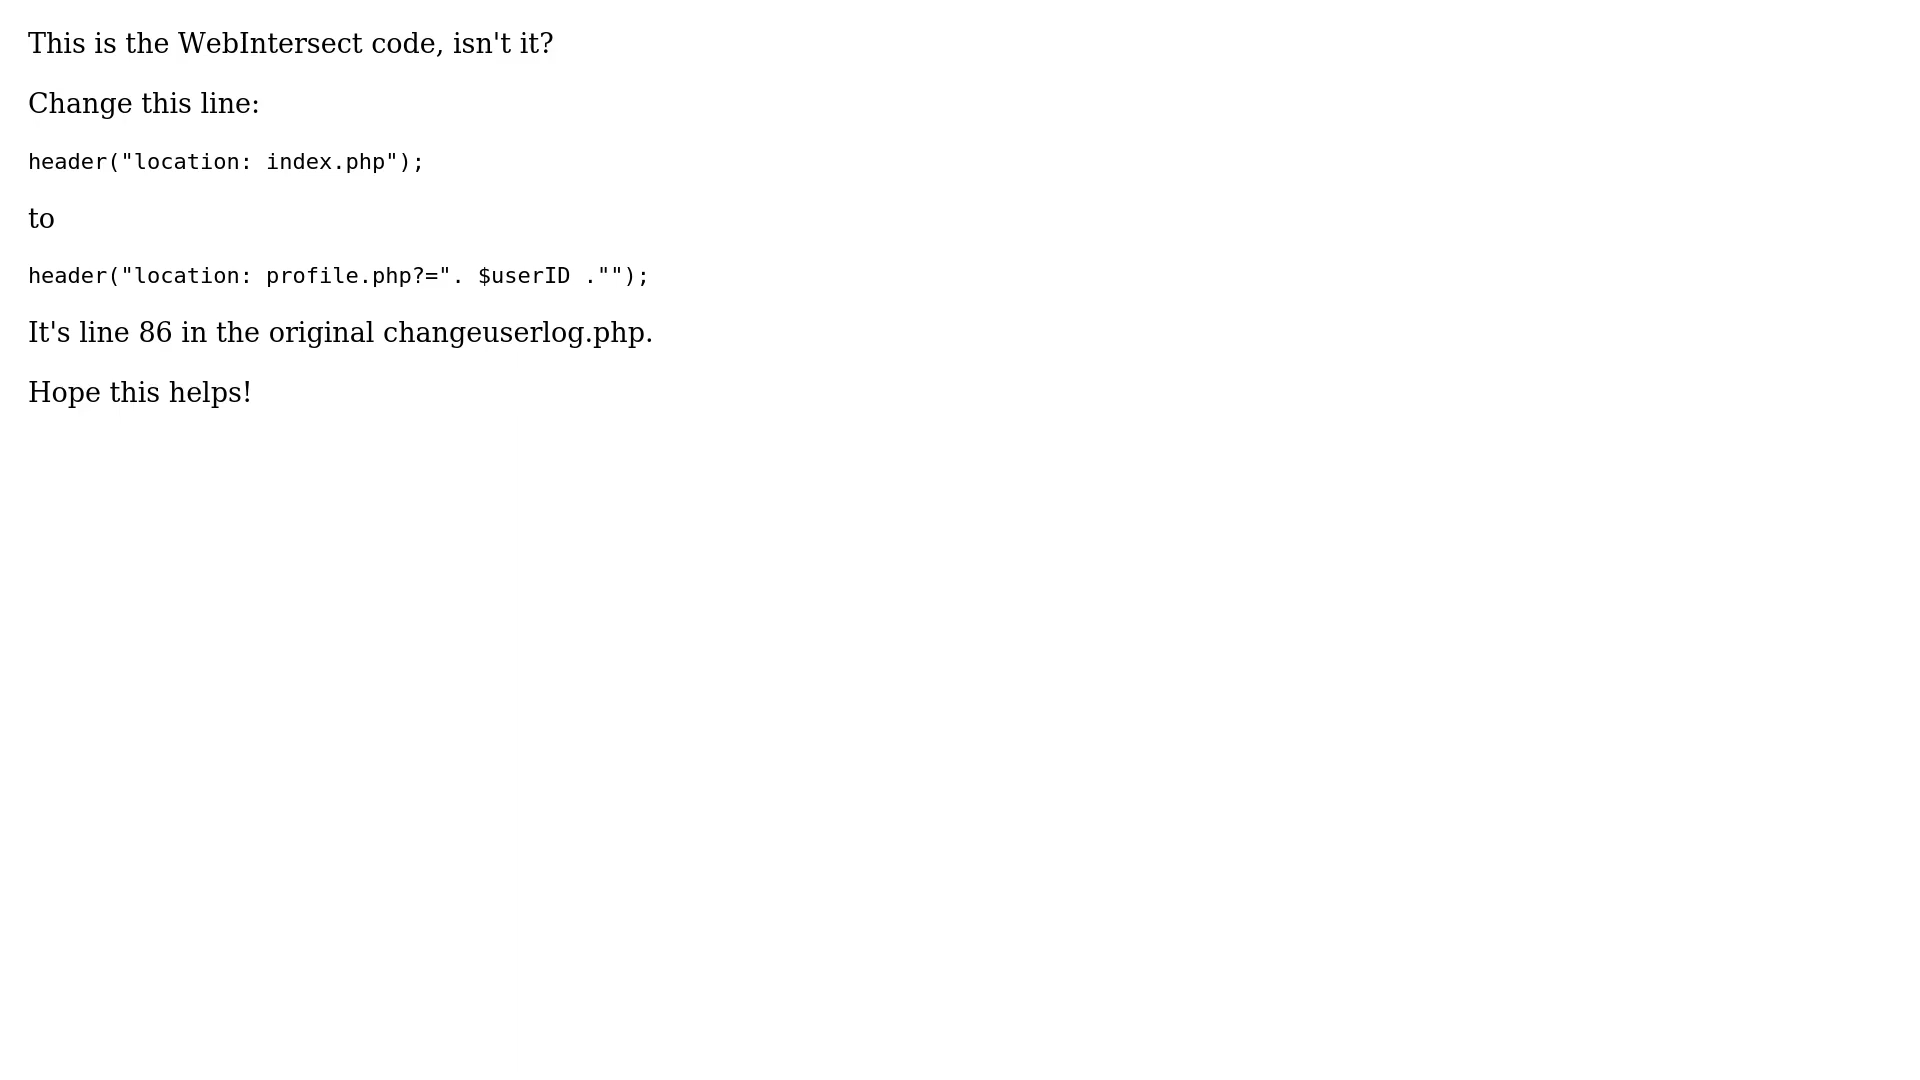 This is the WebIntersect code, isn't it?
Change this line:
header("location: index.php");
to
header("location: profile.php?=". $userID ."");
It's line 86 in the original changeuserlog.php.
Hope this helps!